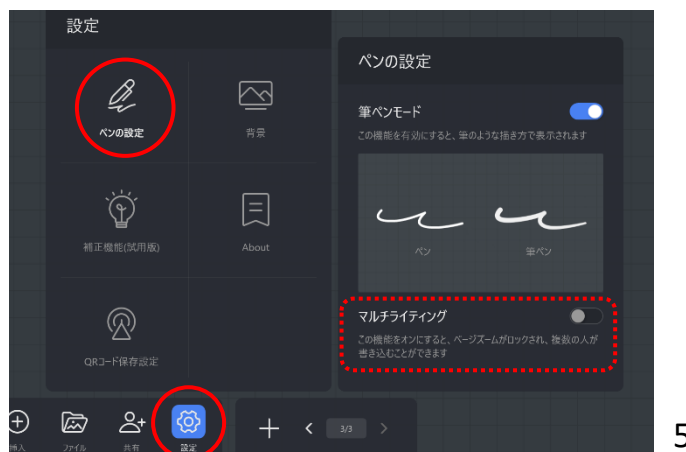 設定
ペンの設定
背景
補正機能(試用版)
About
QRコード保存設定
ペンの設定
筆ペンモード
この機能を有効にすると、筆のような描き方で表示されます
ペン
筆ペン
マルチライティング
この機能をオンにすると、ページズームがロックされ、複数の人が
書き込むことができます
挿入
ファイル
共有
設定
3/3
5